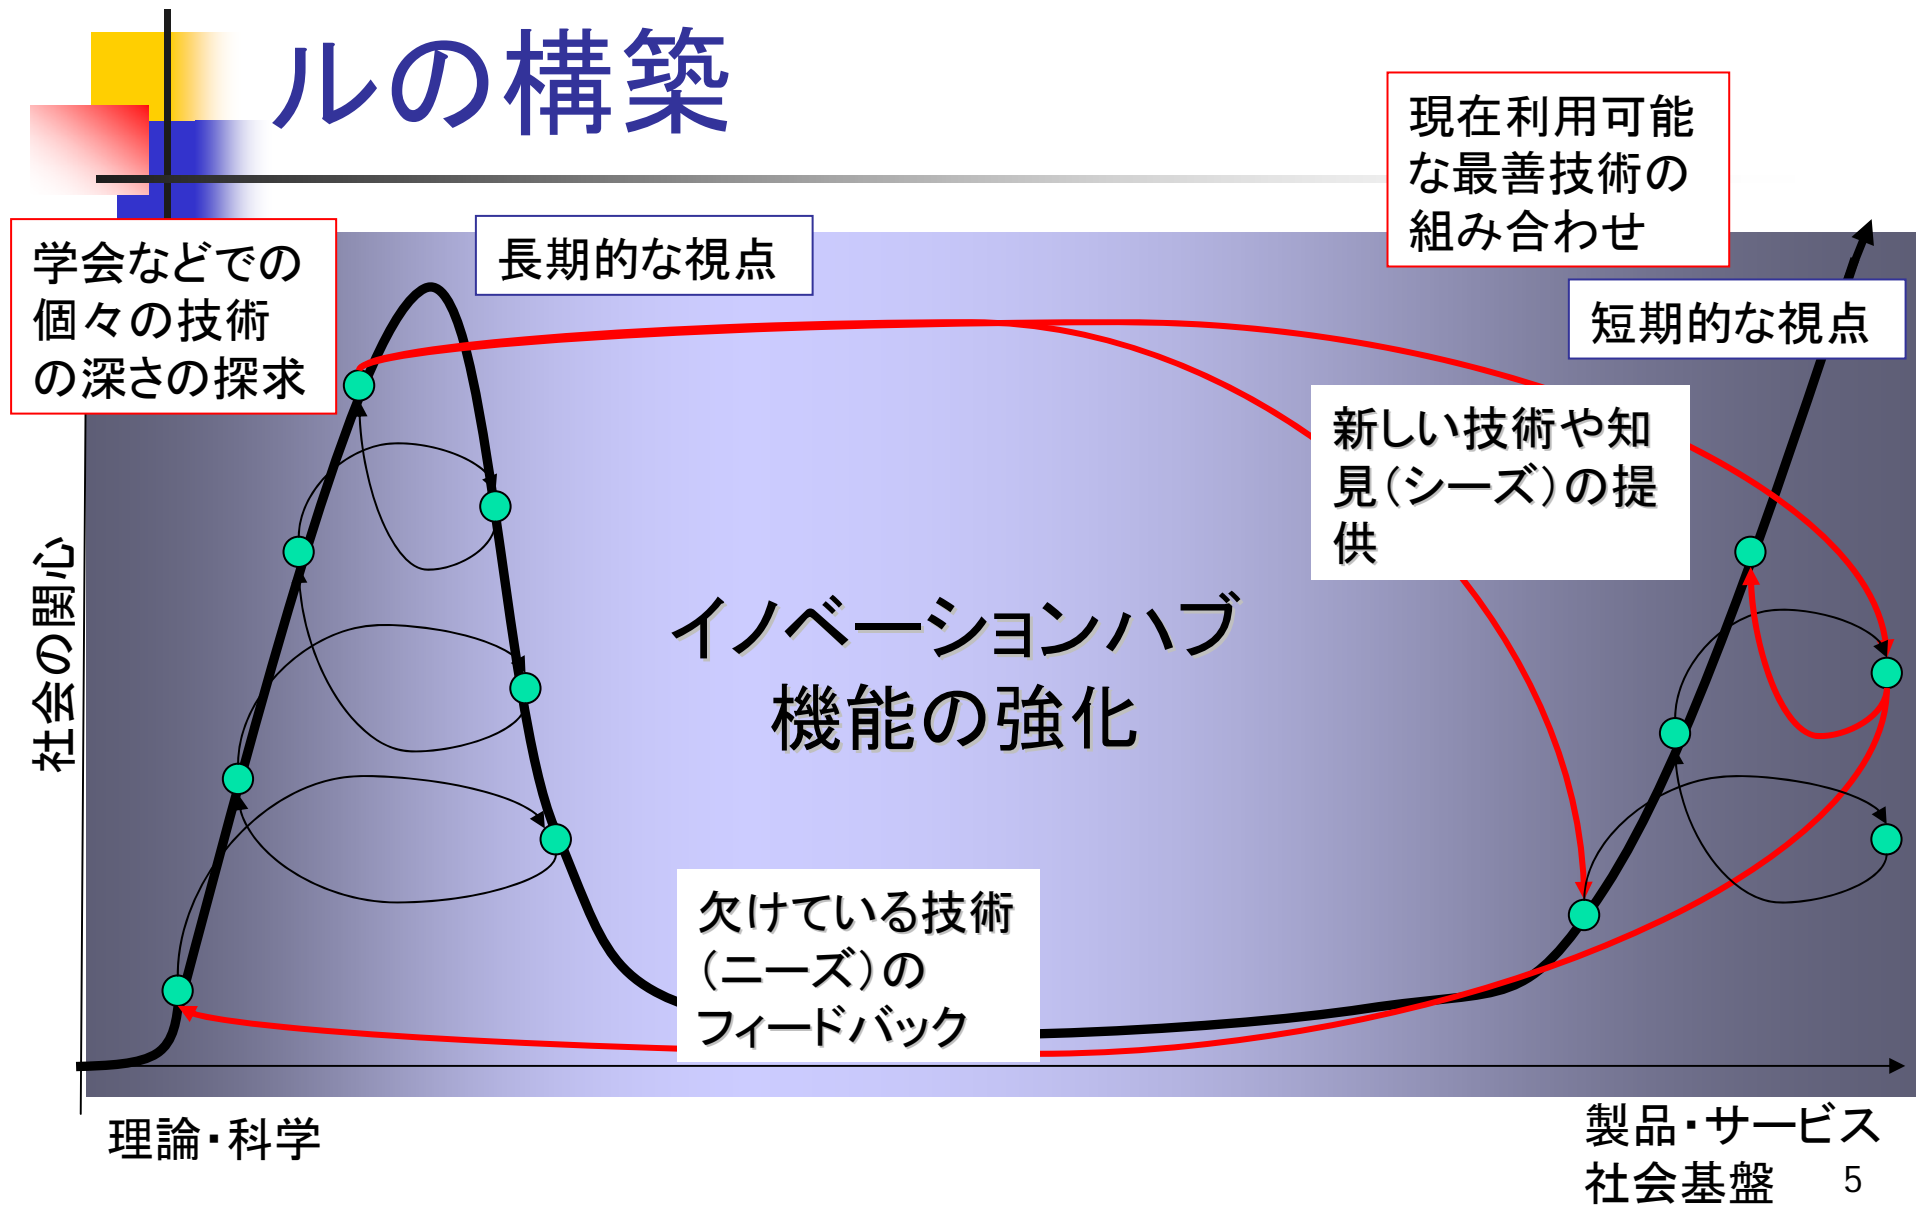 ルの構築
現在利用可能
な最善技術の
組み合わせ
学会などでの
個々の技術
の深さの探求
長期的な視点
短期的な視点
新しい技術や知
見(シーズ)の提
供
社会の関心
イノベーションハブ
機能の強化
欠けている技術
(ニーズ)の
フィードバック
理論・科学
製品・サービス
社会基盤
5